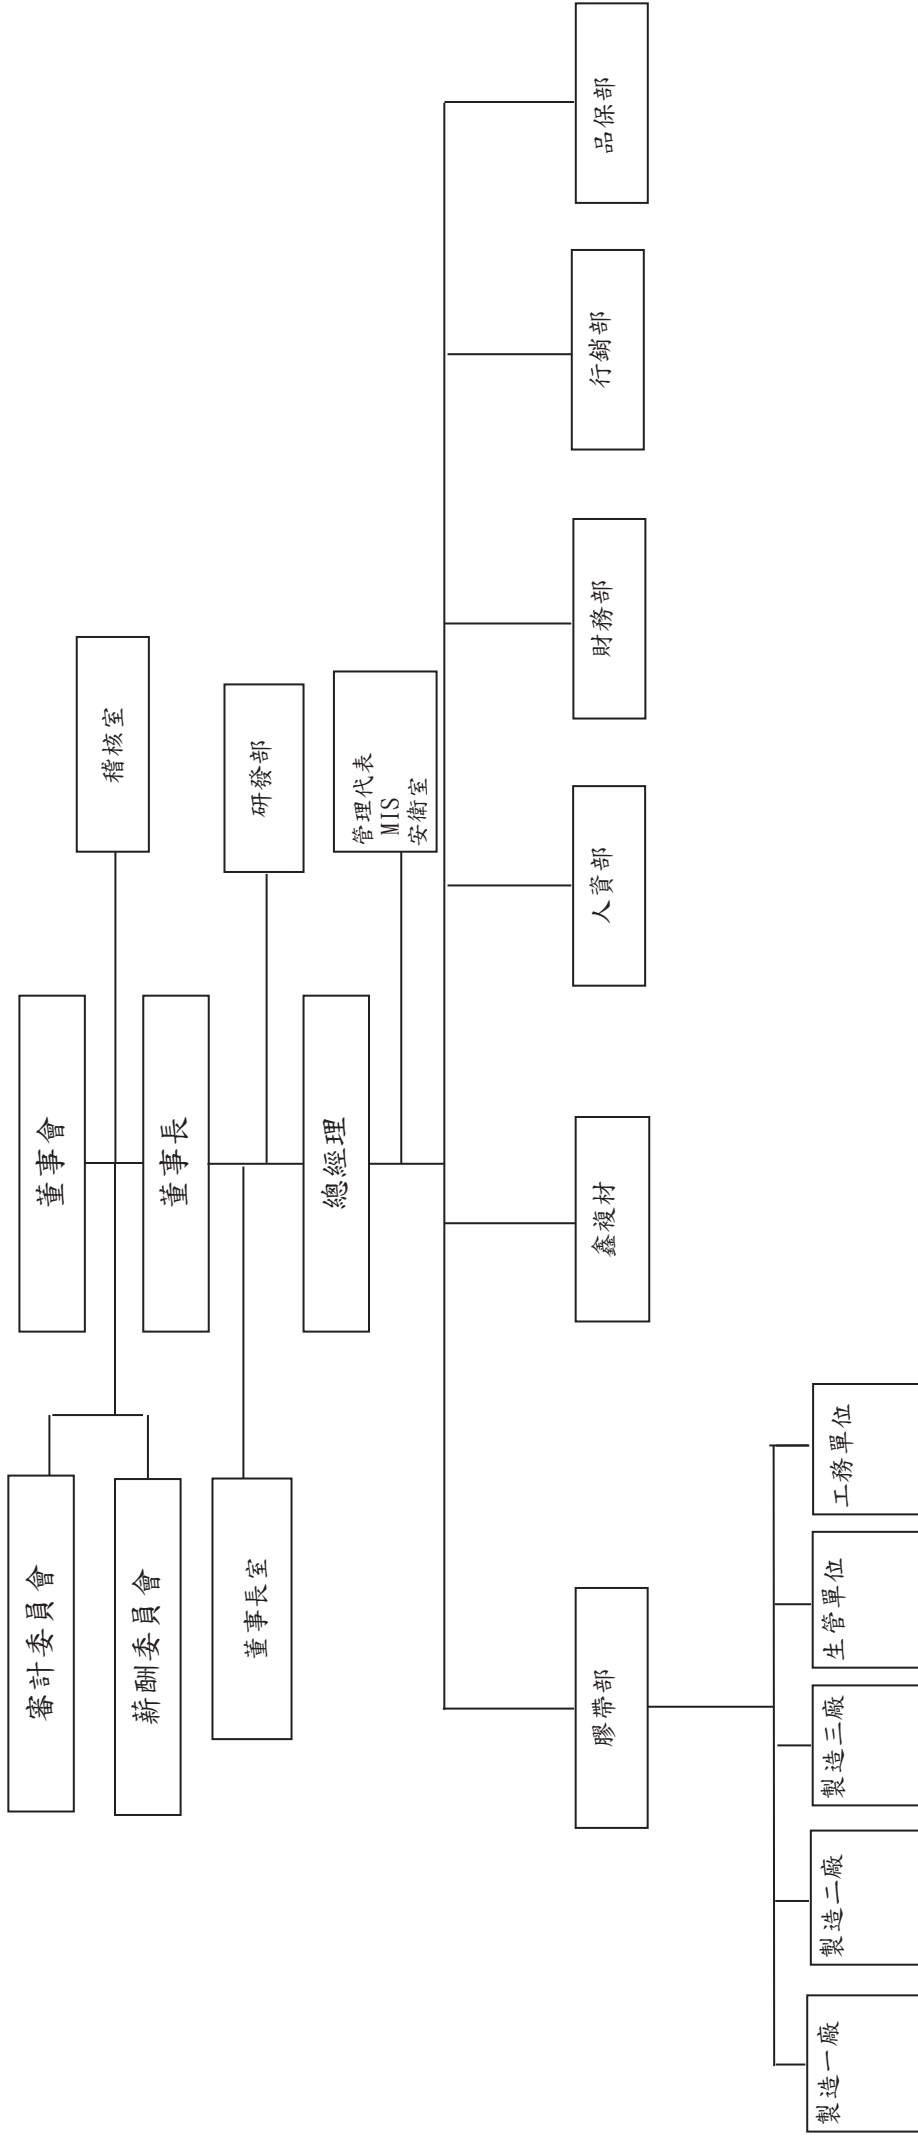 董事會
審計委員會
稽核室
薪酬委員會
董事長
董事長室
研發部
總經理
管理代表
MIS
安衛室
膠帶部
鑫複材
人資部
財務部
行銷部
品保部
製造一廠
製造二廠
製造三廠
生管單位
工務單位